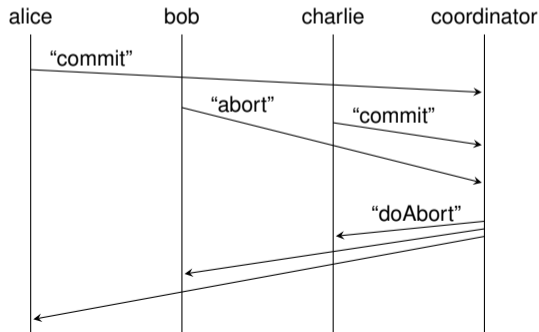 alice bob charlie coordinator
“commit”
“abort”
“commit”
“doAbort”